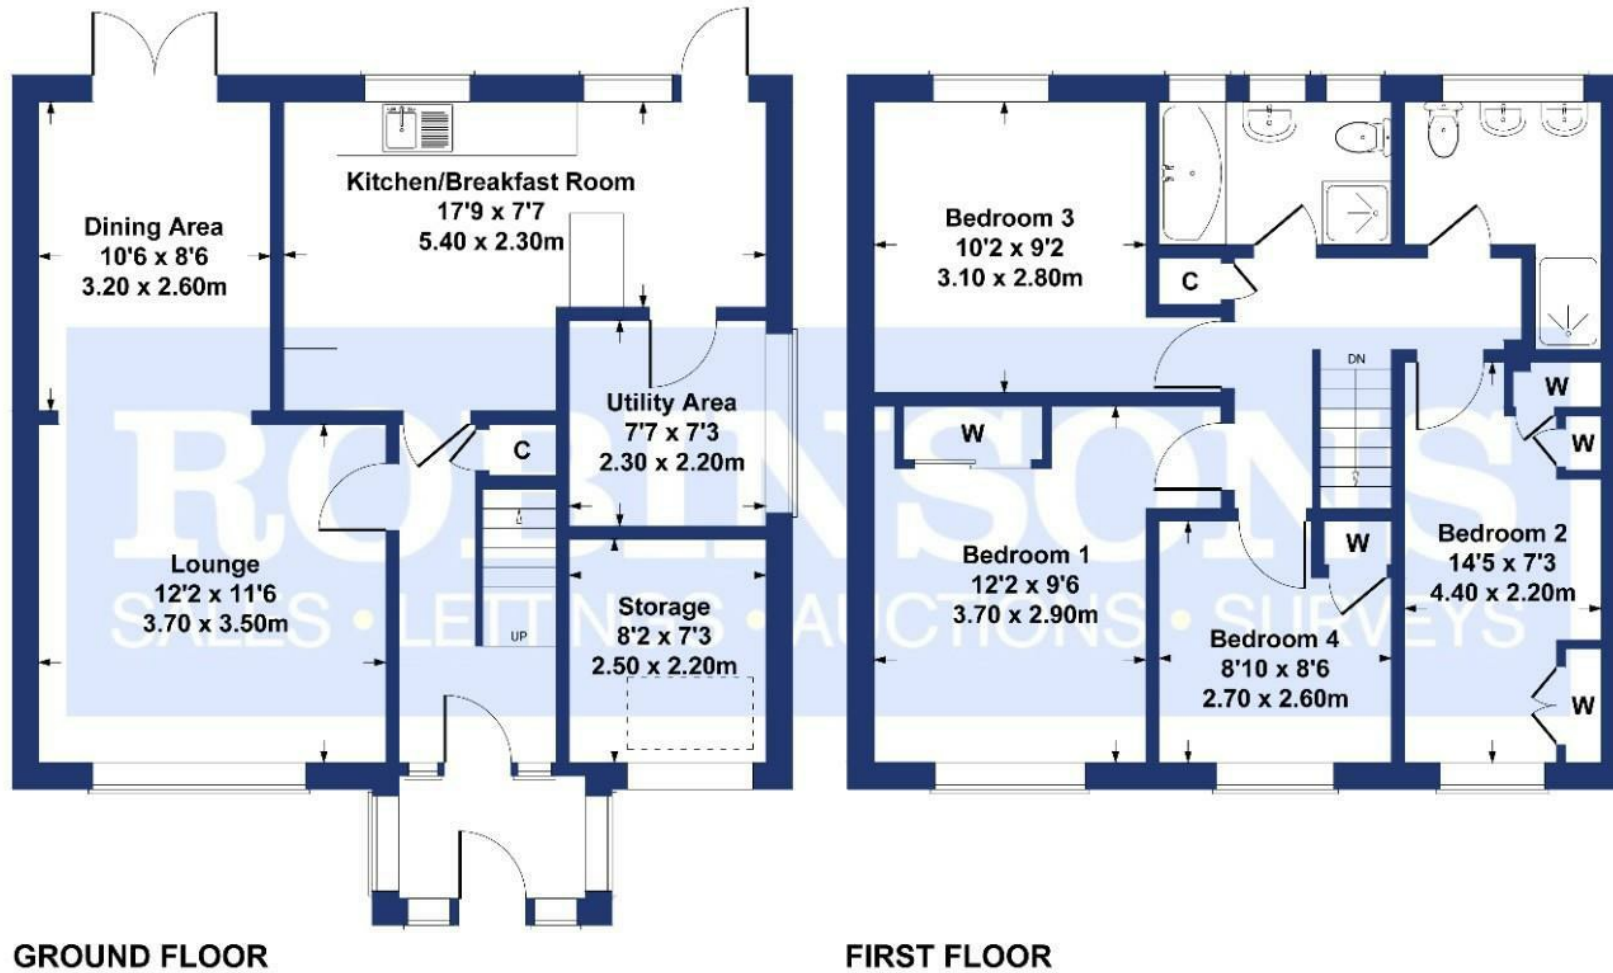 Dining Area
10'6 x 8'6
3.20 x 2.60m
Kitchen/Breakfast Room
17'9 x 7'7
5.40 x 2.30m
Utility Area
7'7 x 7'3
2.30 x 2.20m
C
Lounge
12'2 x 11'6
3.70 x 3.50m
UP
Storage
8'2 x 7'3
2.50 x 2.20m
Bedroom 3
10'2 x 9'2
3.10 x 2.80m
C
DN
W
W
W
Bedroom 1
12'2 x 9'6
3.70 x 2.90m
W
Bedroom 2
14'5 x 7'3
4.40 x 2.20m
Bedroom 4
8'10 x 8'6
2.70 x 2.60m
W
ROBINSONS
SALES • LETTINGS • AUCTIONS • SURVEYS
GROUND FLOOR
FIRST FLOOR